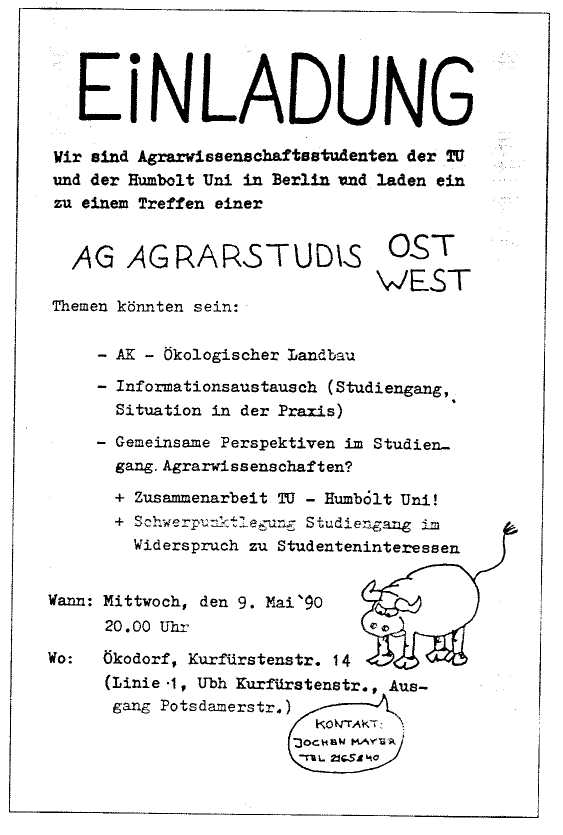 EiNLADUNG
Wir sind Agrarwissenschaftsstudenten der TU
und der Humbolt Uni in Berlin und laden ein
zu einem Treffen einer
AG AGRARSTUDIS OST
WEST
Themen könnten sein:
- AK - Ökologischer Landbau
- Informationsaustausch (Studiengang,
Situation in der Praxis)
- Gemeinsame Perspektiven im Studien-
gang. Agrarwissenschaften?
+ Zusammenarbeit TU - Humbolt Uni!
+ Schwerpunktlegung Studiengang im
Widerspruch zu Studenteninteressen
Wann: Mittwoch, den 9. Mai`90
20.00 Uhr
Wo: Ökodorf, Kurfürstenstr. 14
(Linie 1, Ubh Kurfürstenstr., Aus-
gang Potsdamerstr.)
KONTAKT:
JOCHEN MAYER
TEL 2165840